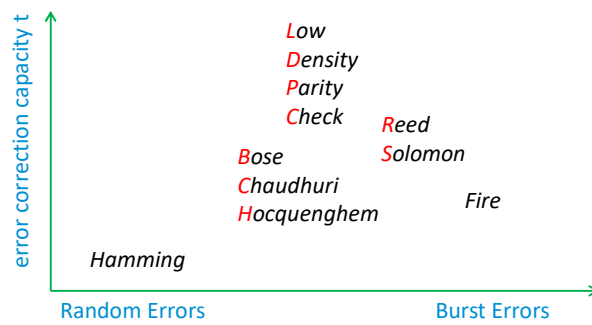 error correction capacity t
Low
Density
Parity
Check
Reed
Solomon
Bose
Chaudhuri
Hocquenghem
Fire
Hamming
Random Errors
Burst Errors